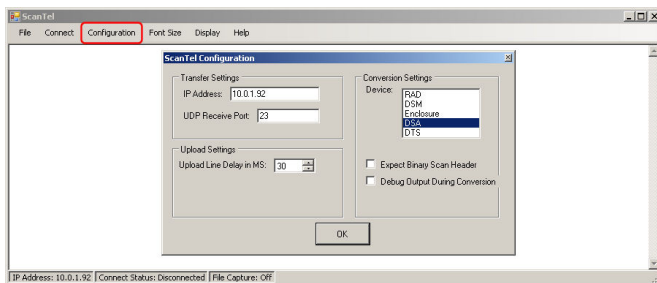 ScanTel
File Connect Configuration Font Size Display Help
ScanTel Configuration
Transfer Settings
IP Address: 10.0.1.92
UDP Receive Port: 23
Upload Settings
Upload Line Delay in MS: 30
Conversion Settings
Device: RAD
DSM
Enclosure
DSA
DTS
Expect Binary Scan Header
Debug Output During Conversion
OK
IP Address: 10.0.1.92 Connect Status: Disconnected File Capture: Off